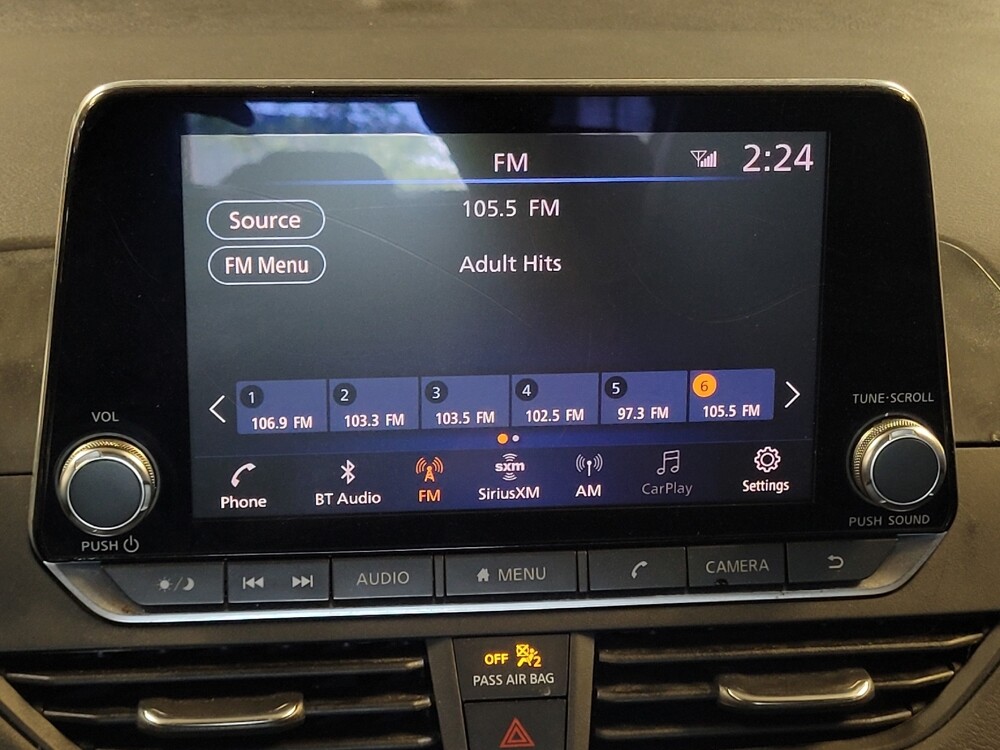 FM
2:24
Source
105.5 FM
FM Menu
Adult Hits
1 2 3 4 5 6
106.9 FM 103.3 FM 103.5 FM 102.5 FM 97.3 FM 105.5 FM
VOL
TUNE·SCROLL
sxm
Phone BT Audio FM SiriusXM AM CarPlay Settings
PUSH
PUSH SOUND
AUDIO MENU CAMERA
OFF 2
PASS AIR BAG